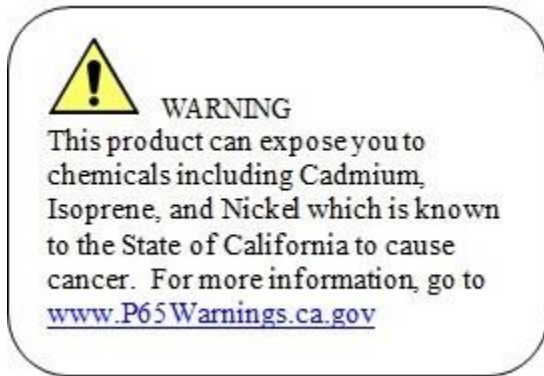 WARNING
This product can expose you to
chemicals including Cadmium,
Isoprene, and Nickel which is known
to the State of California to cause
cancer.  For more information, go to
www.P65Warnings.ca.gov